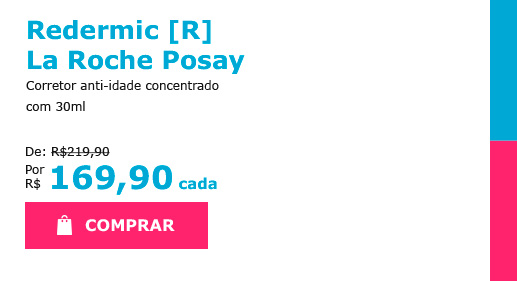 Redermic [R]
La Roche Posay
Corretor anti-idade concentrado
com 30ml
De: R$219,90
Por
R$ 169,90 cada
COMPRAR